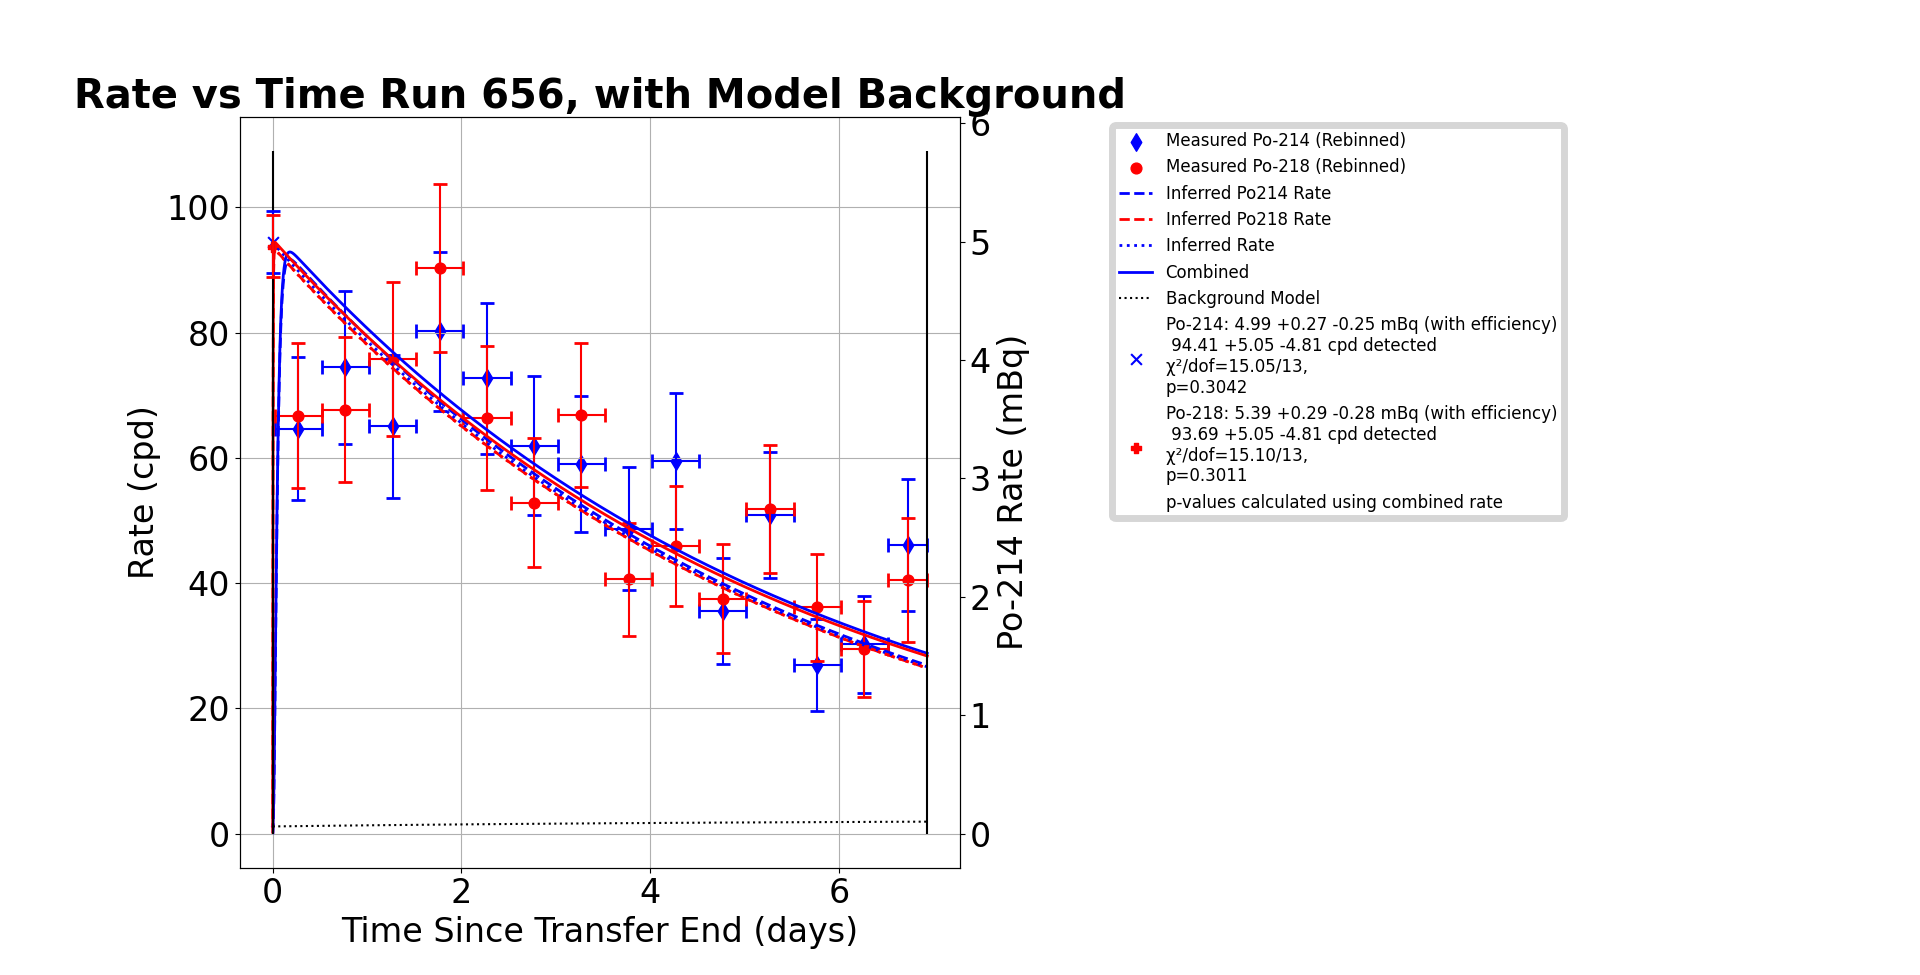 Rate vs Time Run 656, with Model Background
Rate (cpd)
100
80
60
40
20
0
0
2
4
6
Time Since Transfer End (days)
6
5
4
3
2
1
0
Po-214 Rate (mBq)
Measured Po-214 (Rebinned)
Measured Po-218 (Rebinned)
Inferred Po214 Rate
Inferred Po218 Rate
Inferred Rate
Combined
Background Model
Po-214: 4.99 +0.27 -0.25 mBq (with efficiency)
94.41 +5.05 -4.81 cpd detected
χ²/dof=15.05/13,
p=0.3042
Po-218: 5.39 +0.29 -0.28 mBq (with efficiency)
93.69 +5.05 -4.81 cpd detected
χ²/dof=15.10/13,
p=0.3011
p-values calculated using combined rate